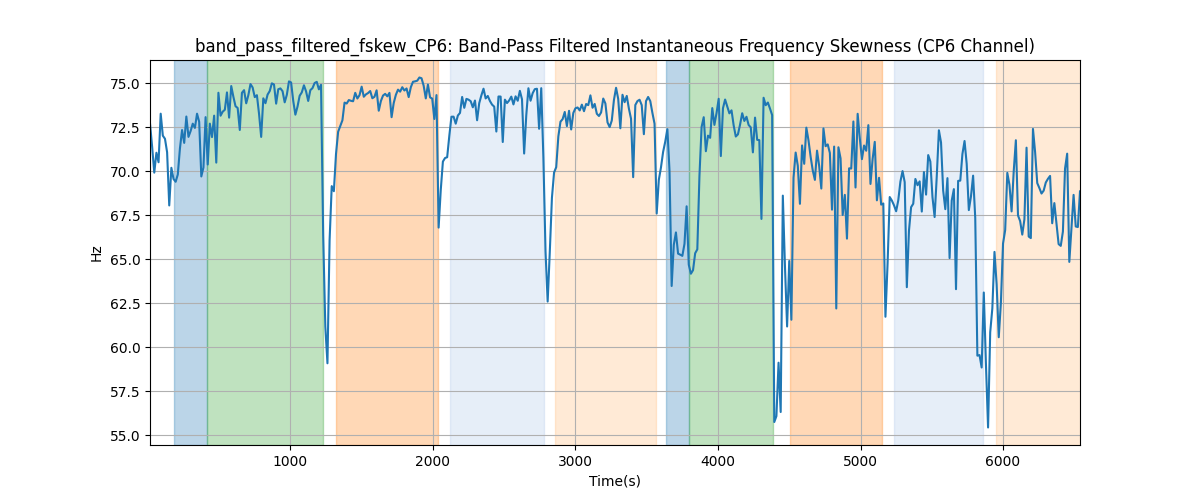 band_pass_filtered_fskew_CP6: Band-Pass Filtered Instantaneous Frequency Skewness (CP6 Channel)
75.0
72.5
70.0
67.5
65.0
62.5
60.0
57.5
55.0
Hz
1000 2000 3000 4000 5000 6000
Time(s)